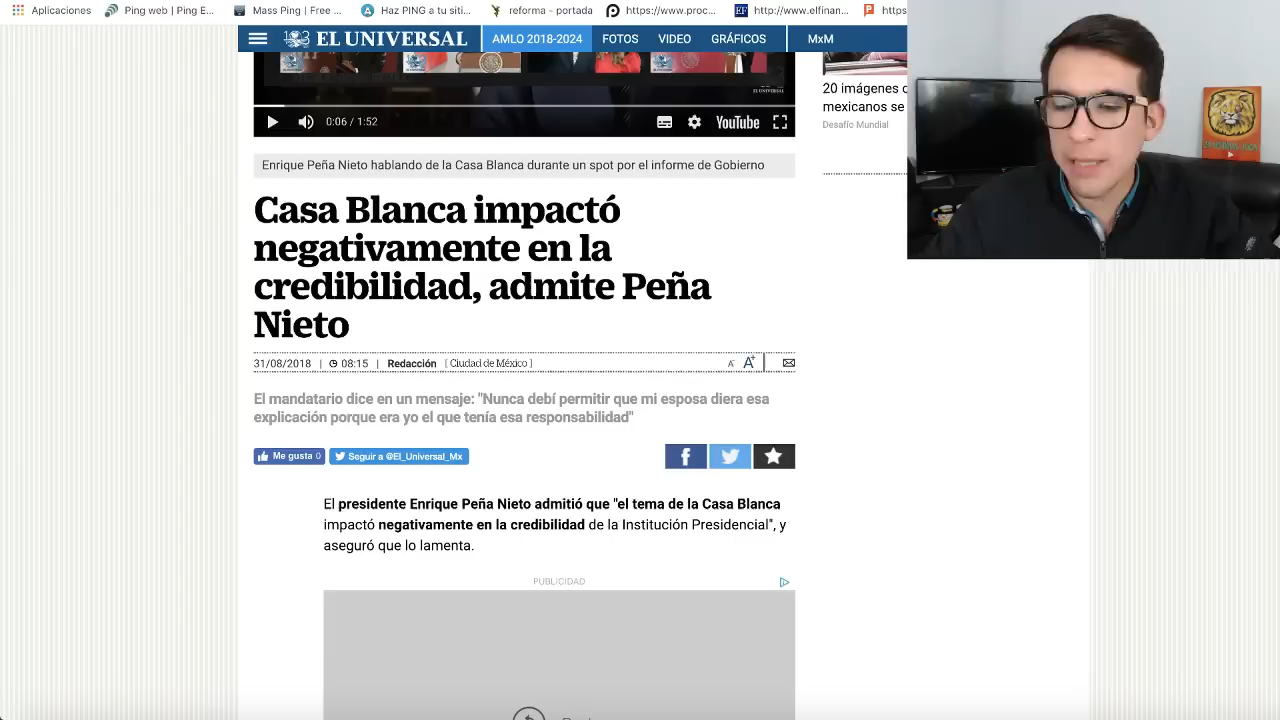 Aplicaciones Ping web | Ping E... Mass Ping | Free ... Haz PING a tu siti... reforma - portada https://www.proc... http://www.elfinan... https
EL UNIVERSAL AMLO 2018-2024 FOTOS VIDEO GRÁFICOS MxM
EL UNIVERSAL
0:06 / 1:52 YouTube
20 imágenes
mexicanos se
Desafío Mundial
Enrique Peña Nieto hablando de la Casa Blanca durante un spot por el informe de Gobierno
Casa Blanca impactó
negativamente en la
credibilidad, admite Peña
Nieto
31/08/2018 | 08:15 | Redacción [ Ciudad de México ] A- A+
El mandatario dice en un mensaje: "Nunca debí permitir que mi esposa diera esa
explicación porque era yo el que tenía esa responsabilidad"
Me gusta 0 Seguir a @El_Universal_Mx
El presidente Enrique Peña Nieto admitió que "el tema de la Casa Blanca
impactó negativamente en la credibilidad de la Institución Presidencial", y
aseguró que lo lamenta.
PUBLICIDAD